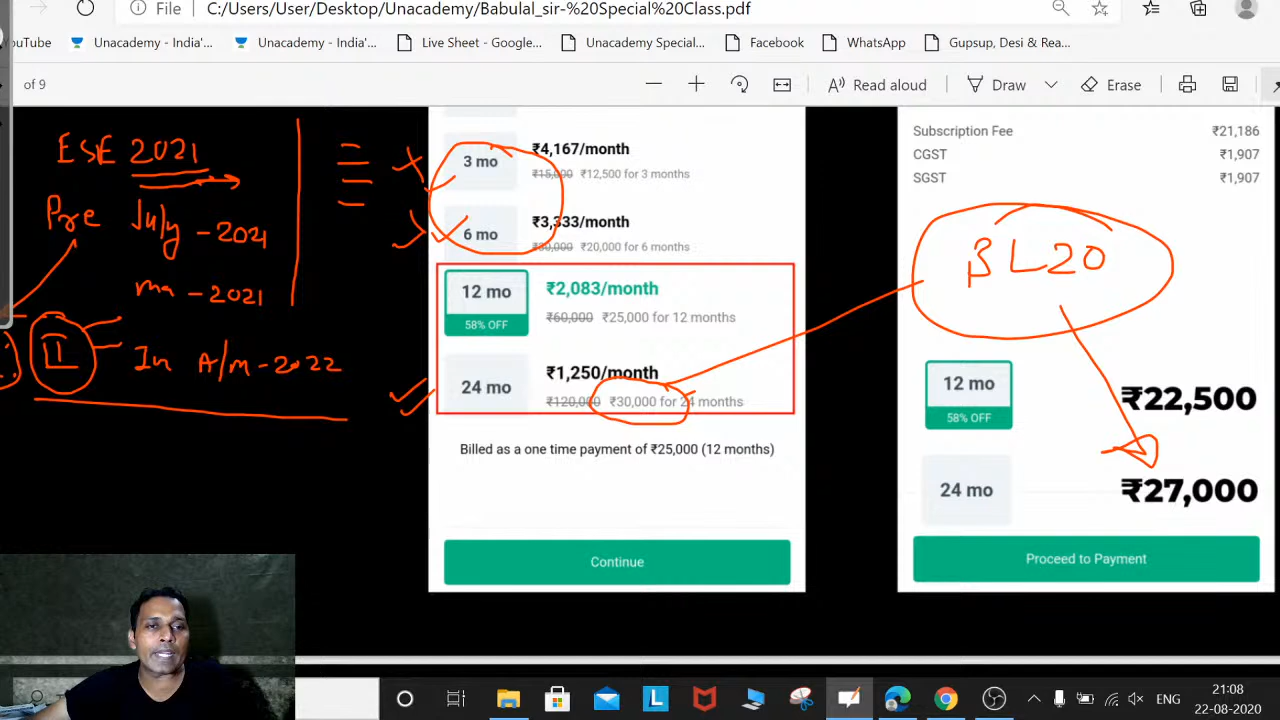 File C:/Users/User/Desktop/Unacademy/Babulal_sir-%20Special%20Class.pdf
YouTube Unacademy - India'... Unacademy - India'... Live Sheet - Google... Unacademy Special... Facebook WhatsApp Gupsup, Desi & Rea...
of 9 Read aloud Draw Erase
ESE 2021
Pre July - 2021
ma - 2021
II In A/M - 2022
3 mo ₹4,167/month
₹15,000 ₹12,500 for 3 months
6 mo ₹3,333/month
₹30,000 ₹20,000 for 6 months
12 mo ₹2,083/month
58% OFF ₹60,000 ₹25,000 for 12 months
24 mo ₹1,250/month
₹120,000 ₹30,000 for 24 months
Billed as a one time payment of ₹25,000 (12 months)
Continue
Subscription Fee ₹21,186
CGST ₹1,907
SGST ₹1,907
BL20
12 mo ₹22,500
58% OFF
24 mo ₹27,000
Proceed to Payment
ENG
21:08
22-08-2020